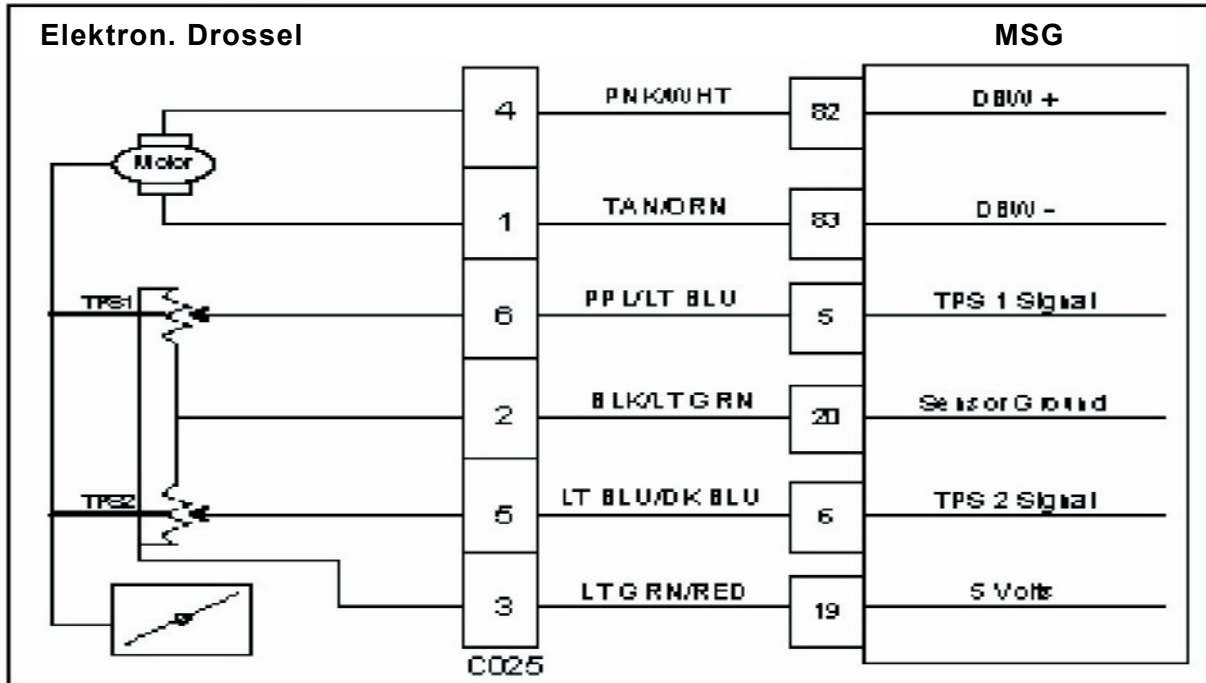 Elektron. Drossel MSG
4 PNK/WHT 82 DBW +
Motor
1 TAN/ORN 83 DBW -
TPS1 6 PPL/LT BLU 5 TPS 1 Signal
2 BLK/LT GRN 20 Sensor Ground
TPS2 5 LT BLU/DK BLU 6 TPS 2 Signal
3 LT GRN/RED 19 5 Volts
C025